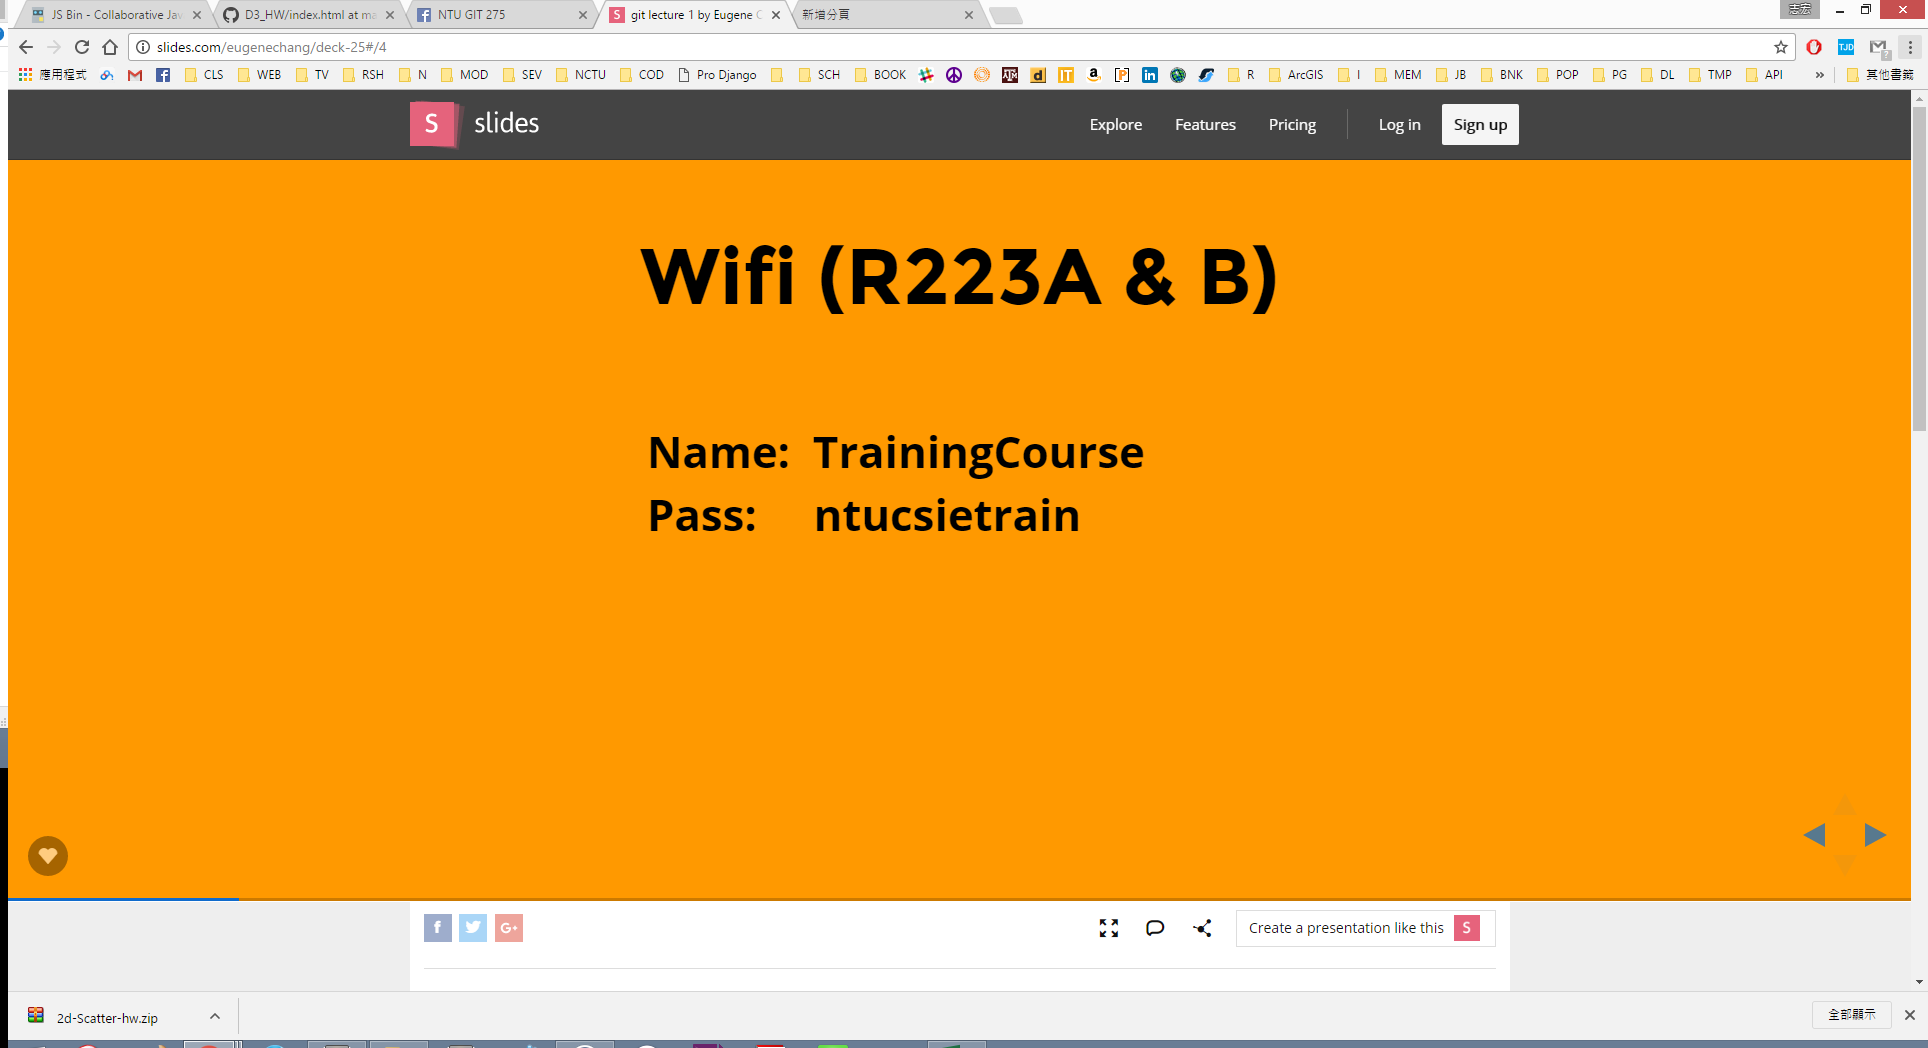 JS Bin - Collaborative Jav
D3_HW/index.html at ma
NTU GIT 275
git lecture 1 by Eugene C
新增分頁
志宏
slides.com/eugenechang/deck-25#/4
TJD
應用程式
CLS
WEB
TV
RSH
N
MOD
SEV
NCTU
COD
Pro Django
SCH
BOOK
R
ArcGIS
I
MEM
JB
BNK
POP
PG
DL
TMP
API
»
其他書籤
S slides
Explore
Features
Pricing
Log in
Sign up
Wifi (R223A & B)
Name: TrainingCourse
Pass: ntucsietrain
Create a presentation like this S
2d-Scatter-hw.zip
全部顯示